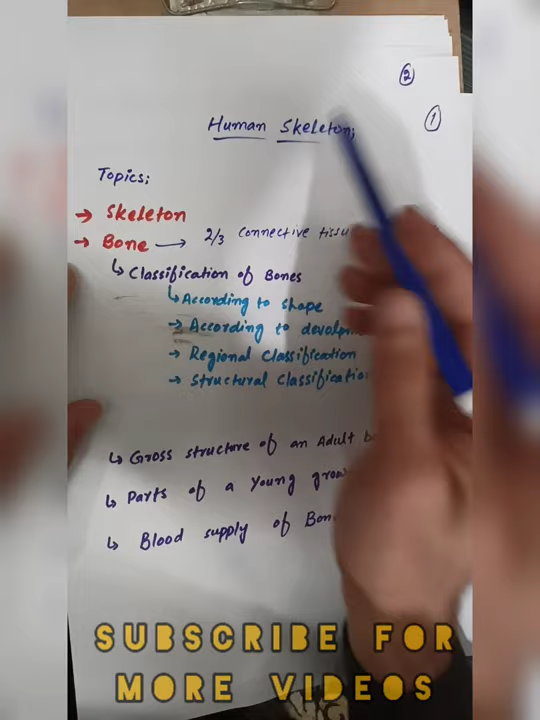 2
1
Human Skeleton;
Topics;
→ Skeleton
→ Bone → 2/3 Connective
↳ Classification of Bones
↳ According to shape
→ According to
→ Regional Classification
→ Structural
↳ Gross structure of an Adult
↳ Parts of a Young
↳ Blood supply of
SUBSCRIBE FOR
MORE VIDEOS